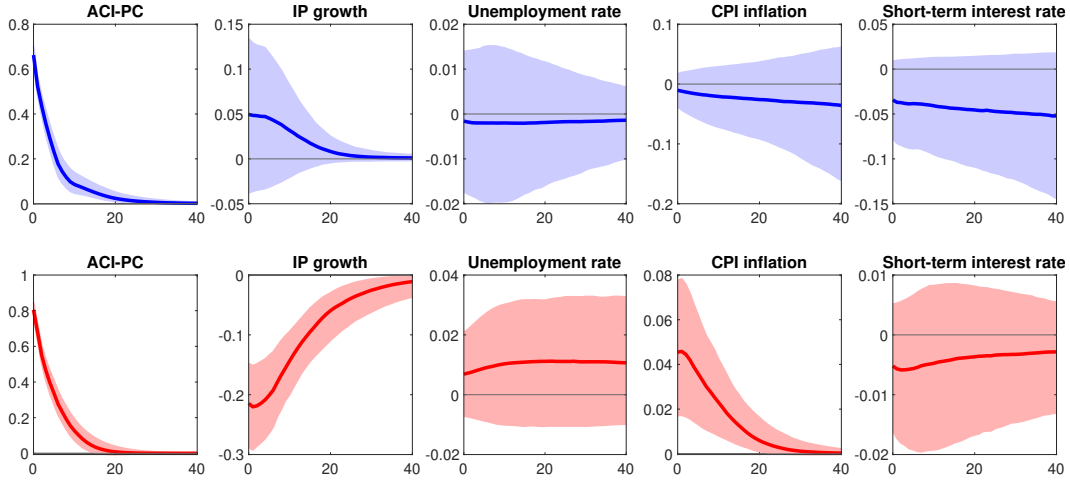 ACI-PC IP growth Unemployment rate CPI inflation Short-term interest rate
0.8 0.15 0.02 0.1 0.05
0.6 0.1 0.01 0 0
0.4 0.05 0 -0.05
0.2 0 -0.01 -0.1 -0.1
0 -0.05 -0.02 -0.2 -0.15
0 20 40 0 20 40 0 20 40 0 20 40 0 20 40
ACI-PC IP growth Unemployment rate CPI inflation Short-term interest rate
1 0 0.04 0.08 0.01
0.8 -0.1 0.02 0.06 0
0.6 0.04
0.4 -0.2 0 0.02 -0.01
0.2
0 -0.3 -0.02 0 -0.02
0 20 40 0 20 40 0 20 40 0 20 40 0 20 40